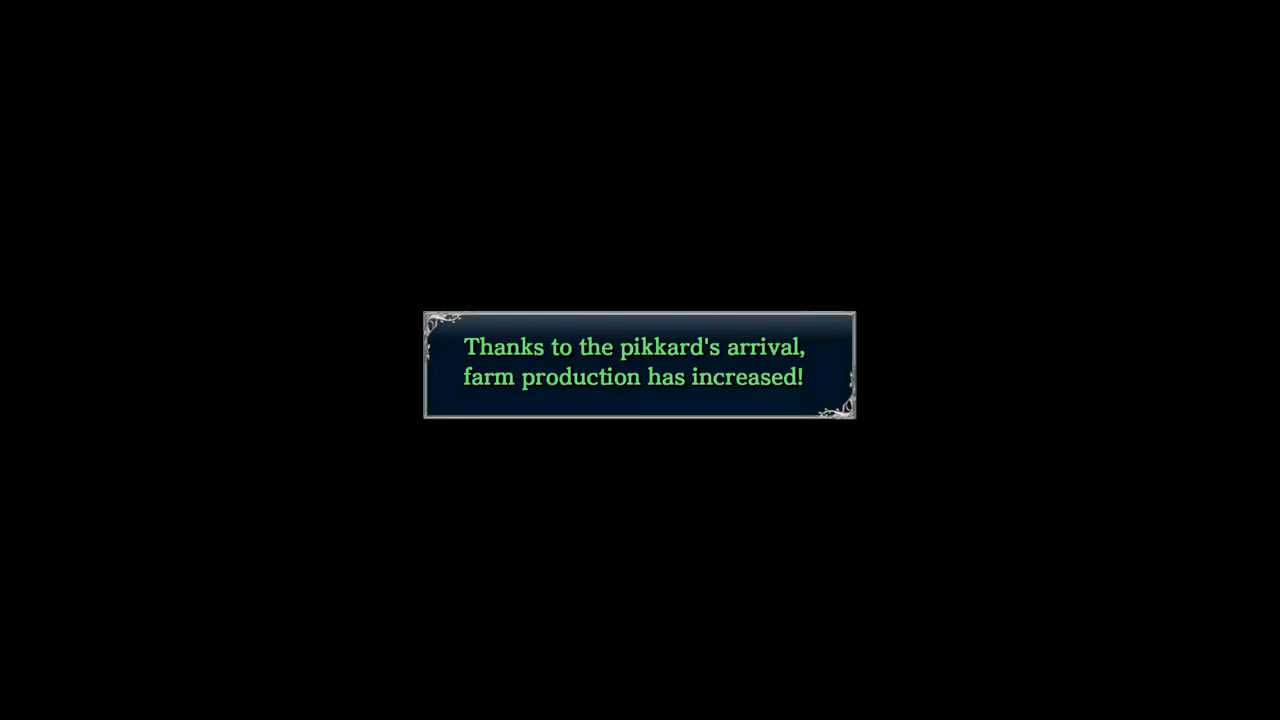 Thanks to the pikkard's arrival,
farm production has increased!